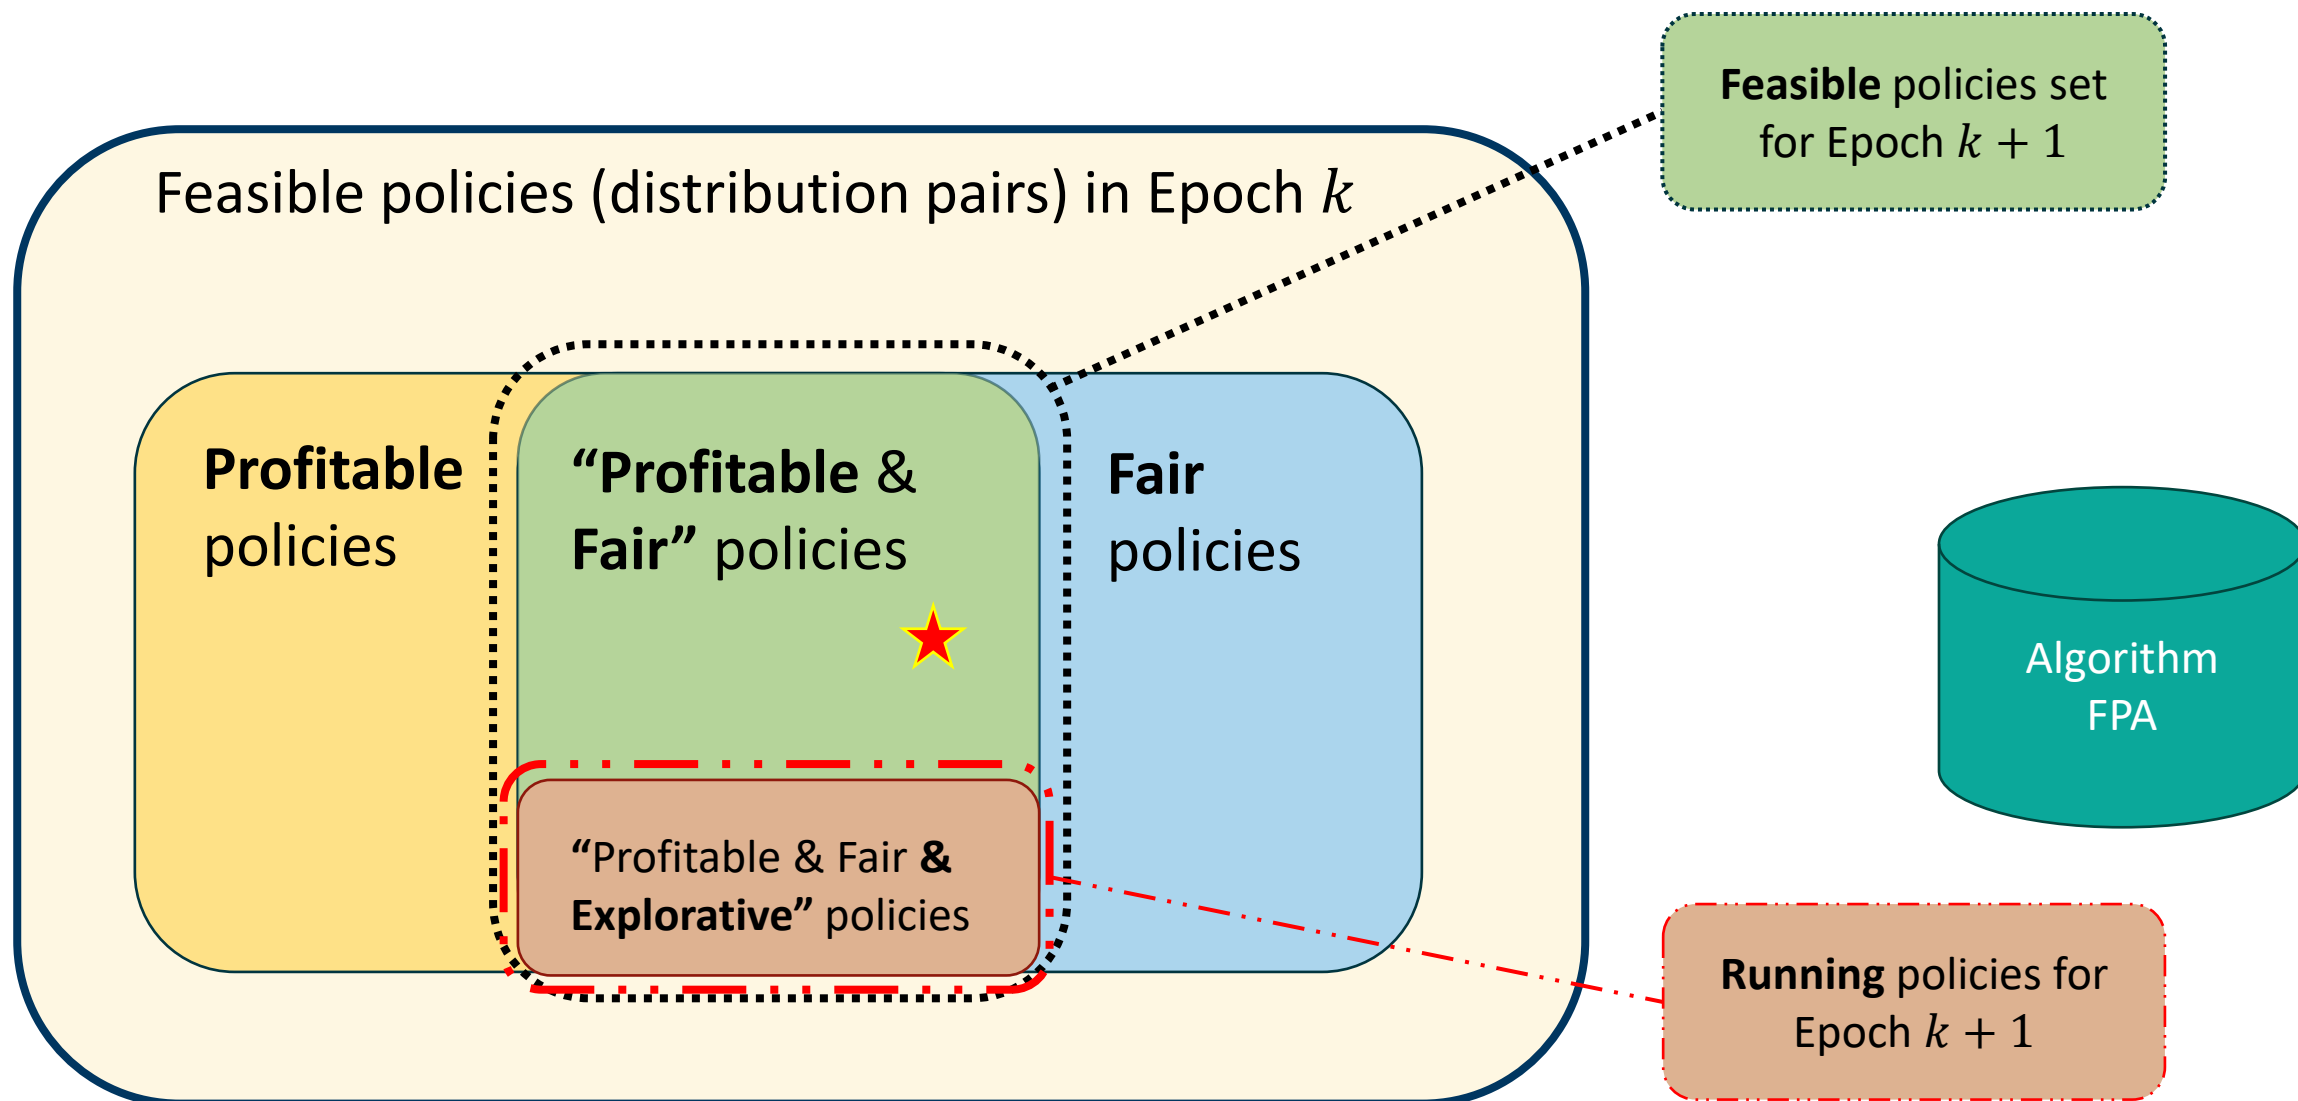 Feasible policies set
for Epoch k + 1
Feasible policies (distribution pairs) in Epoch k
Profitable
policies
“Profitable &
Fair” policies
Fair
policies
Algorithm
FPA
“Profitable & Fair &
Explorative” policies
Running policies for
Epoch k + 1